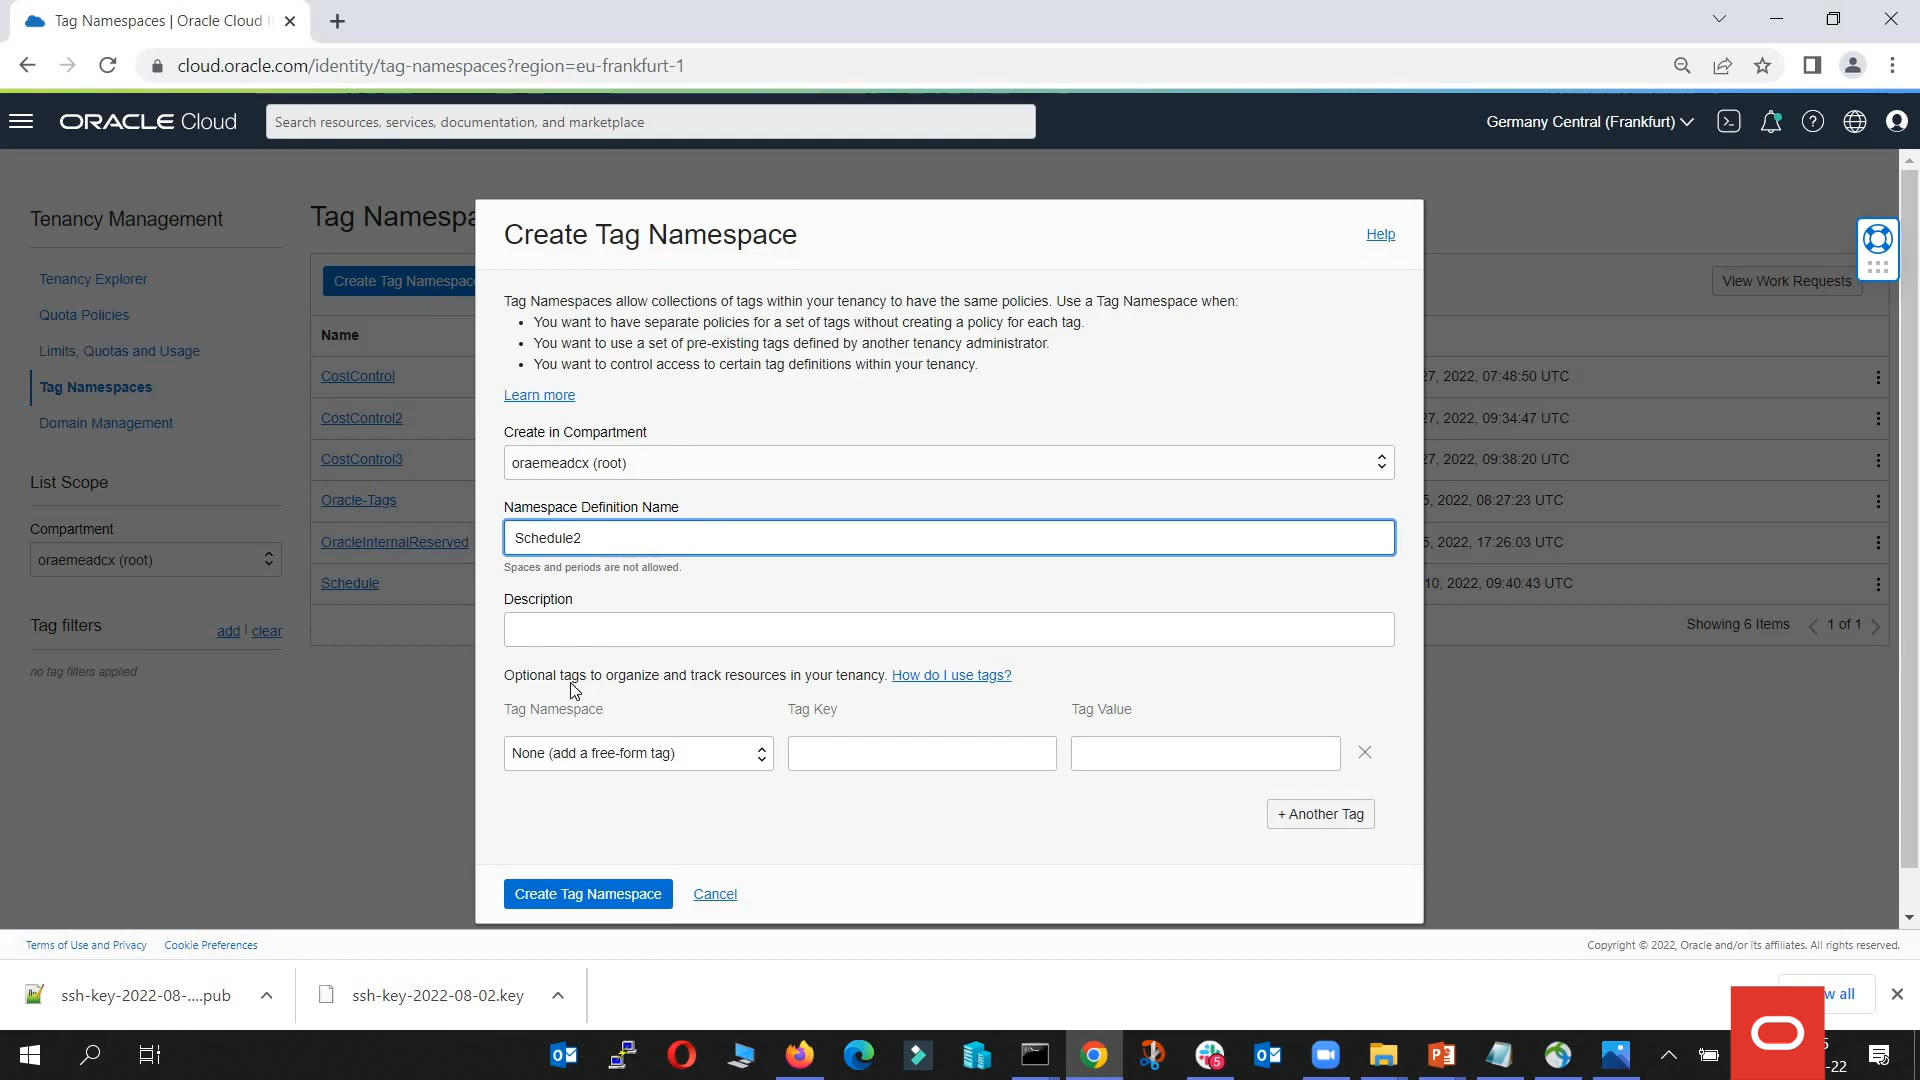 Tag Namespaces | Oracle Cloud
cloud.oracle.com/identity/tag-namespaces?region=eu-frankfurt-1
ORACLE Cloud
Search resources, services, documentation, and marketplace
Germany Central (Frankfurt)
Tenancy Management
Tenancy Explorer
Quota Policies
Limits, Quotas and Usage
Tag Namespaces
Domain Management
List Scope
Compartment
oraemeadcx (root)
Tag filters
add | clear
no tag filters applied
Tag Namespa
Create Tag Namespace
View Work Requests
Name
CostControl
27, 2022, 07:48:50 UTC
CostControl2
27, 2022, 09:34:47 UTC
CostControl3
27, 2022, 09:38:20 UTC
Oracle-Tags
5, 2022, 08:27:23 UTC
OracleInternalReserved
5, 2022, 17:26:03 UTC
Schedule
10, 2022, 09:40:43 UTC
Showing 6 Items
1 of 1
Create Tag Namespace
Help
Tag Namespaces allow collections of tags within your tenancy to have the same policies. Use a Tag Namespace when:
• You want to have separate policies for a set of tags without creating a policy for each tag.
• You want to use a set of pre-existing tags defined by another tenancy administrator.
• You want to control access to certain tag definitions within your tenancy.
Learn more
Create in Compartment
oraemeadcx (root)
Namespace Definition Name
Schedule2
Spaces and periods are not allowed.
Description
Optional tags to organize and track resources in your tenancy. How do I use tags?
Tag Namespace
Tag Key
Tag Value
None (add a free-form tag)
+ Another Tag
Create Tag Namespace
Cancel
Terms of Use and Privacy
Cookie Preferences
Copyright © 2022, Oracle and/or its affiliates. All rights reserved.
ssh-key-2022-08-....pub
ssh-key-2022-08-02.key
w all
5
-22